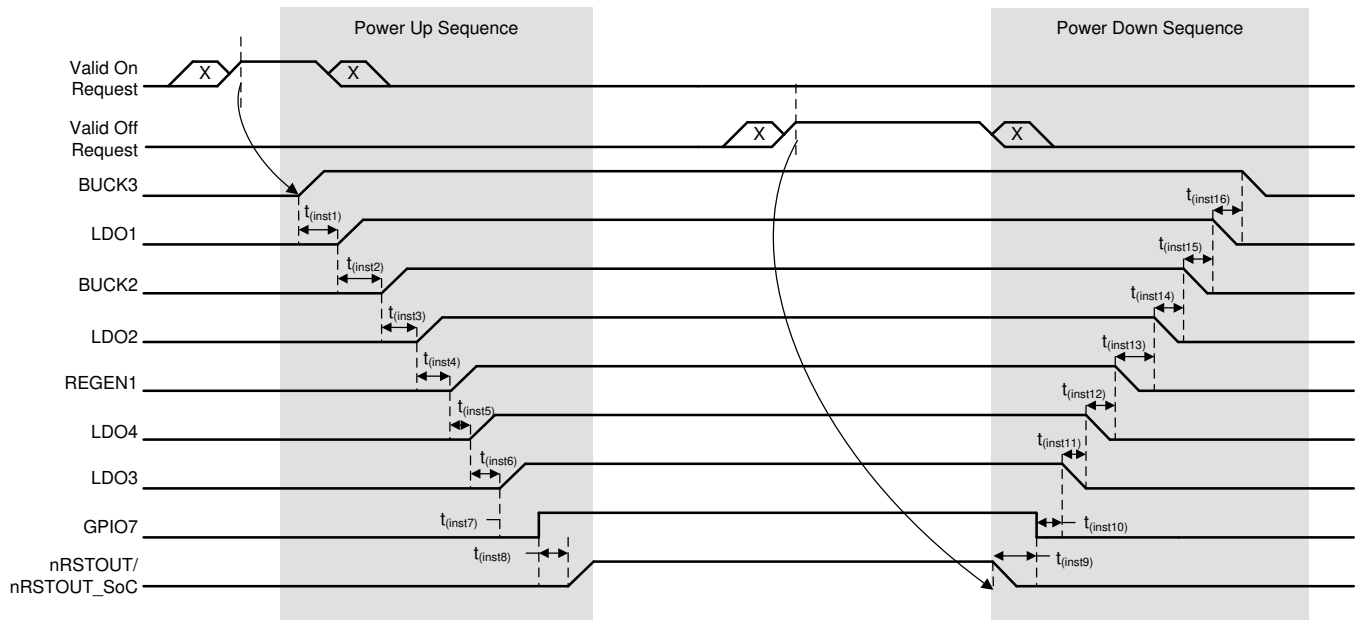 Power Up Sequence
Power Down Sequence
Valid On
Request
X
X
Valid Off
Request
X
X
BUCK3
t(inst1)
t(inst16)
LDO1
t(inst2)
t(inst15)
BUCK2
t(inst3)
t(inst14)
LDO2
t(inst4)
t(inst13)
REGEN1
t(inst5)
t(inst12)
LDO4
t(inst6)
t(inst11)
LDO3
t(inst7)
t(inst10)
GPIO7
t(inst8)
t(inst9)
nRSTOUT/
nRSTOUT_SoC